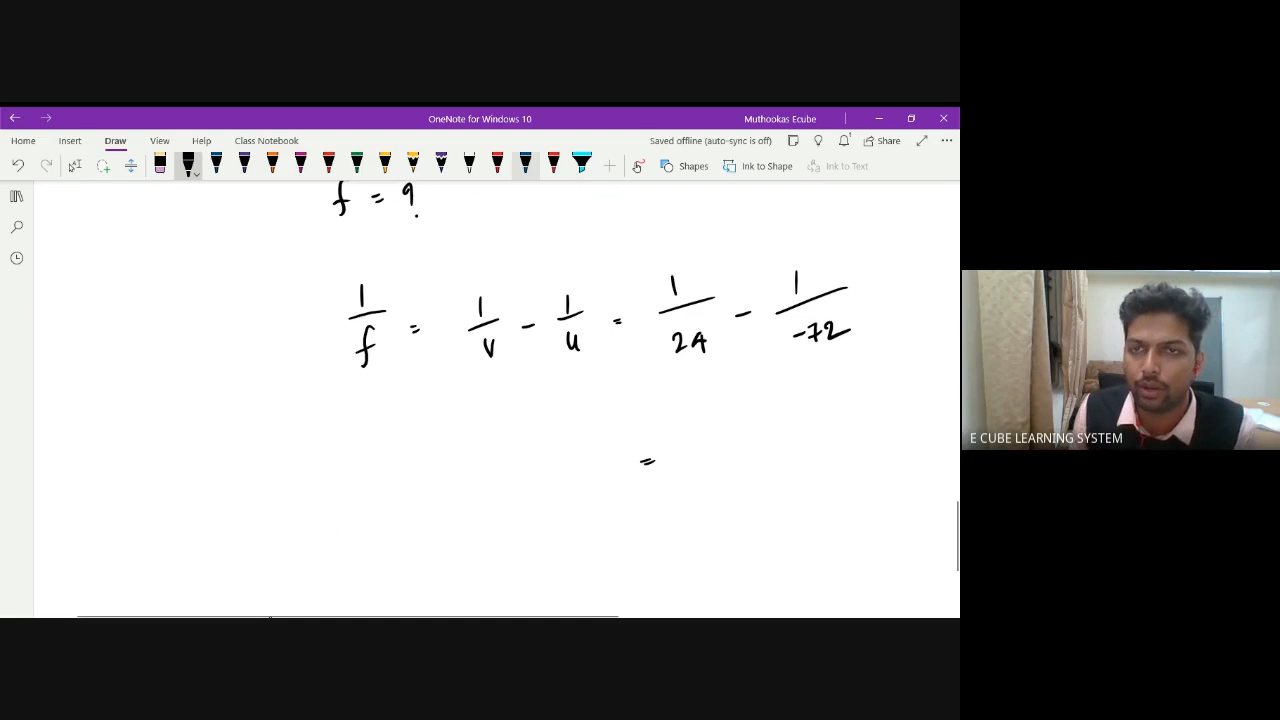 OneNote for Windows 10
Muthookas Ecube
Home Insert Draw View Help Class Notebook
Saved offline (auto-sync is off)
Share
Shapes Ink to Shape Ink to Text
f = ?
1/f = 1/v - 1/u = 1/24 - 1/-72
=
E CUBE LEARNING SYSTEM